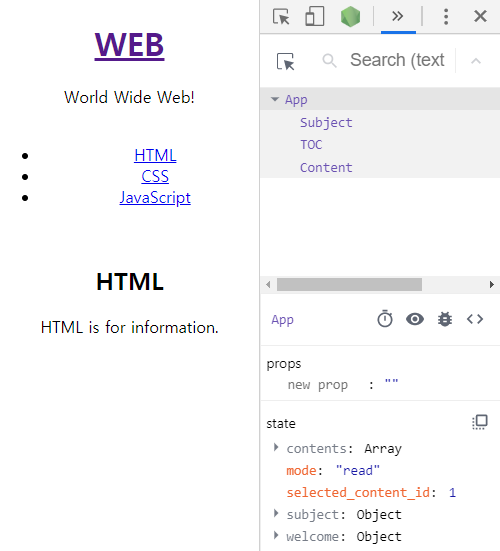 WEB
World Wide Web!
HTML
CSS
JavaScript
HTML
HTML is for information.
Search (text
App
Subject
TOC
Content
App
props
new prop : ""
state
contents: Array
mode: "read"
selected_content_id: 1
subject: Object
welcome: Object